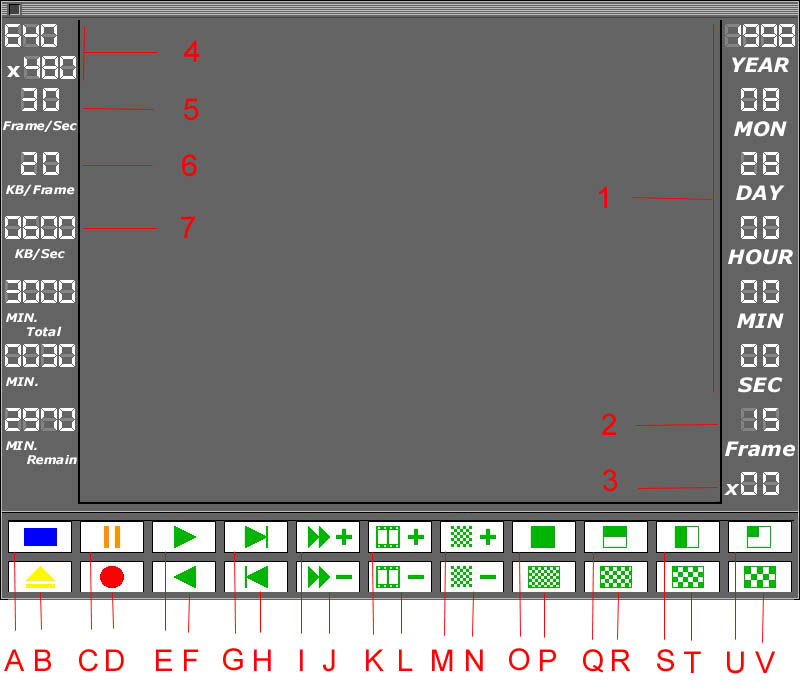 640
x480
30
Frame/Sec
20
KB/Frame
0600
KB/Sec
3000
MIN.
Total
0030
MIN.
2970
MIN.
Remain
4
5
6
7
1
2
3
1998
YEAR
08
MON
28
DAY
00
HOUR
00
MIN
00
SEC
15
Frame
x00
A B C D E F G H I J K L M N O P Q R S T U V